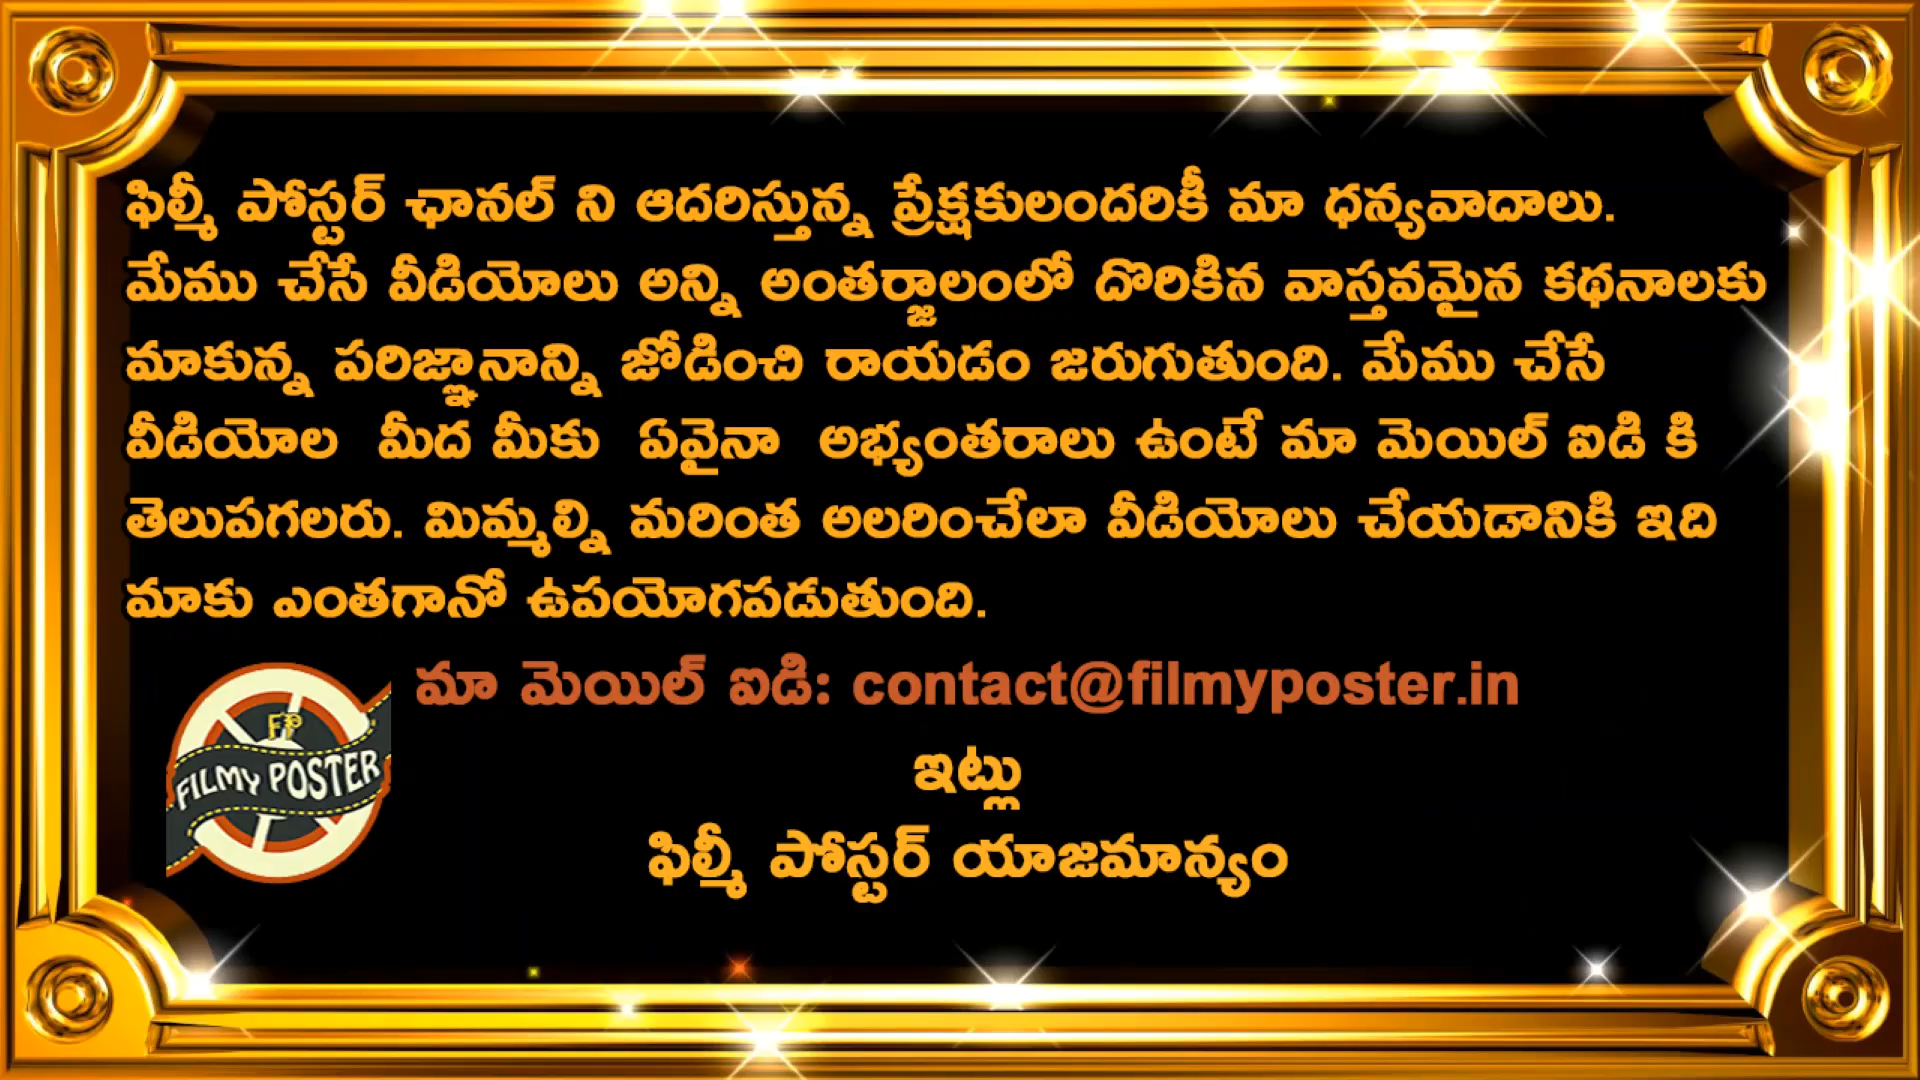 ఫిల్మీ పోస్టర్ ఛానల్ ని ఆదరిస్తున్న ప్రేక్షకులందరికీ మా ధన్యవాదాలు.
మేము చేసే వీడియోలు అన్ని అంతర్జాలంలో దొరికిన వాస్తవమైన కథనాలకు
మాకున్న పరిజ్ఞానాన్ని జోడించి రాయడం జరుగుతుంది. మేము చేసే
వీడియోల మీద మీకు ఏవైనా అభ్యంతరాలు ఉంటే మా మెయిల్ ఐడి కి
తెలుపగలరు. మిమ్మల్ని మరింత అలరించేలా వీడియోలు చేయడానికి ఇది
మాకు ఎంతగానో ఉపయోగపడుతుంది.
మా మెయిల్ ఐడి: contact@filmyposter.in
FP
FILMY POSTER
ఇట్లు
ఫిల్మీ పోస్టర్ యాజమాన్యం